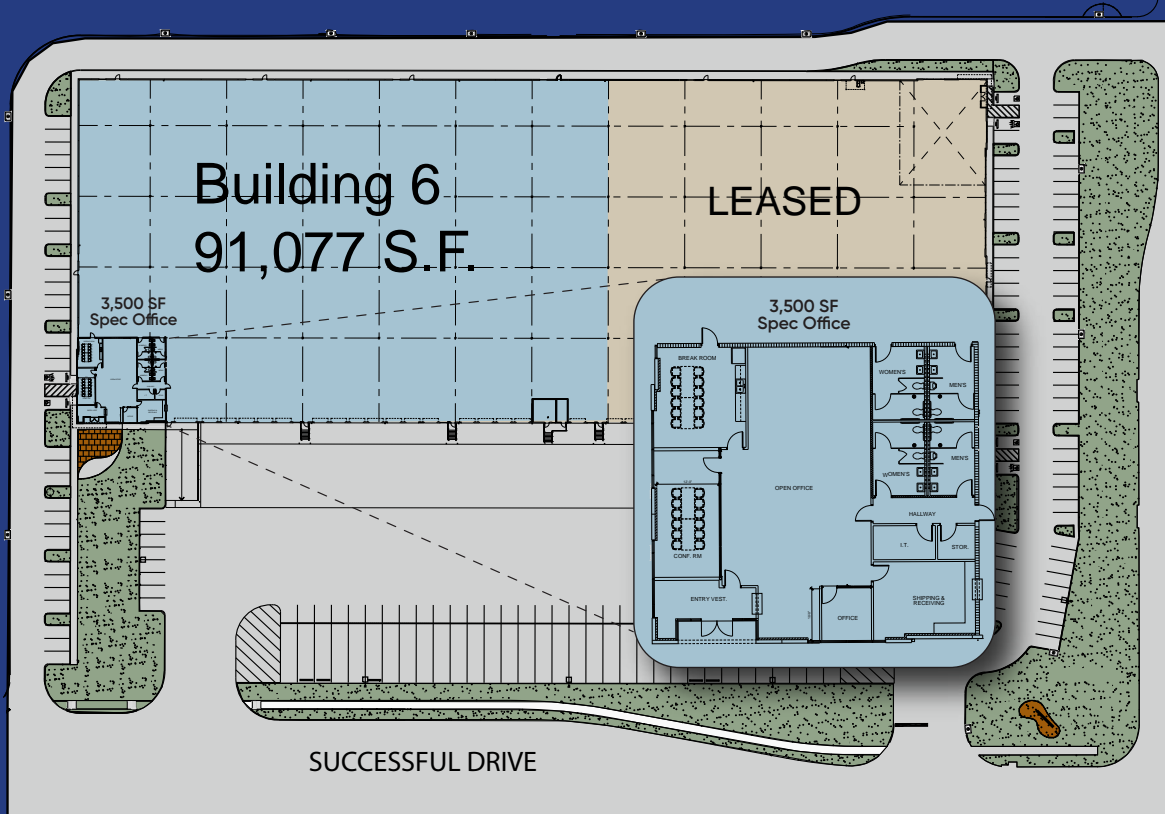 Building 6
91,077 S.F.
LEASED
3,500 SF
Spec Office
3,500 SF
Spec Office
BREAK ROOM
WOMEN'S
MEN'S
WOMEN'S
MEN'S
OPEN OFFICE
HALLWAY
CONF. RM
I.T.
STOR.
ENTRY VEST.
SHIPPING &
RECEIVING
OFFICE
SUCCESSFUL DRIVE